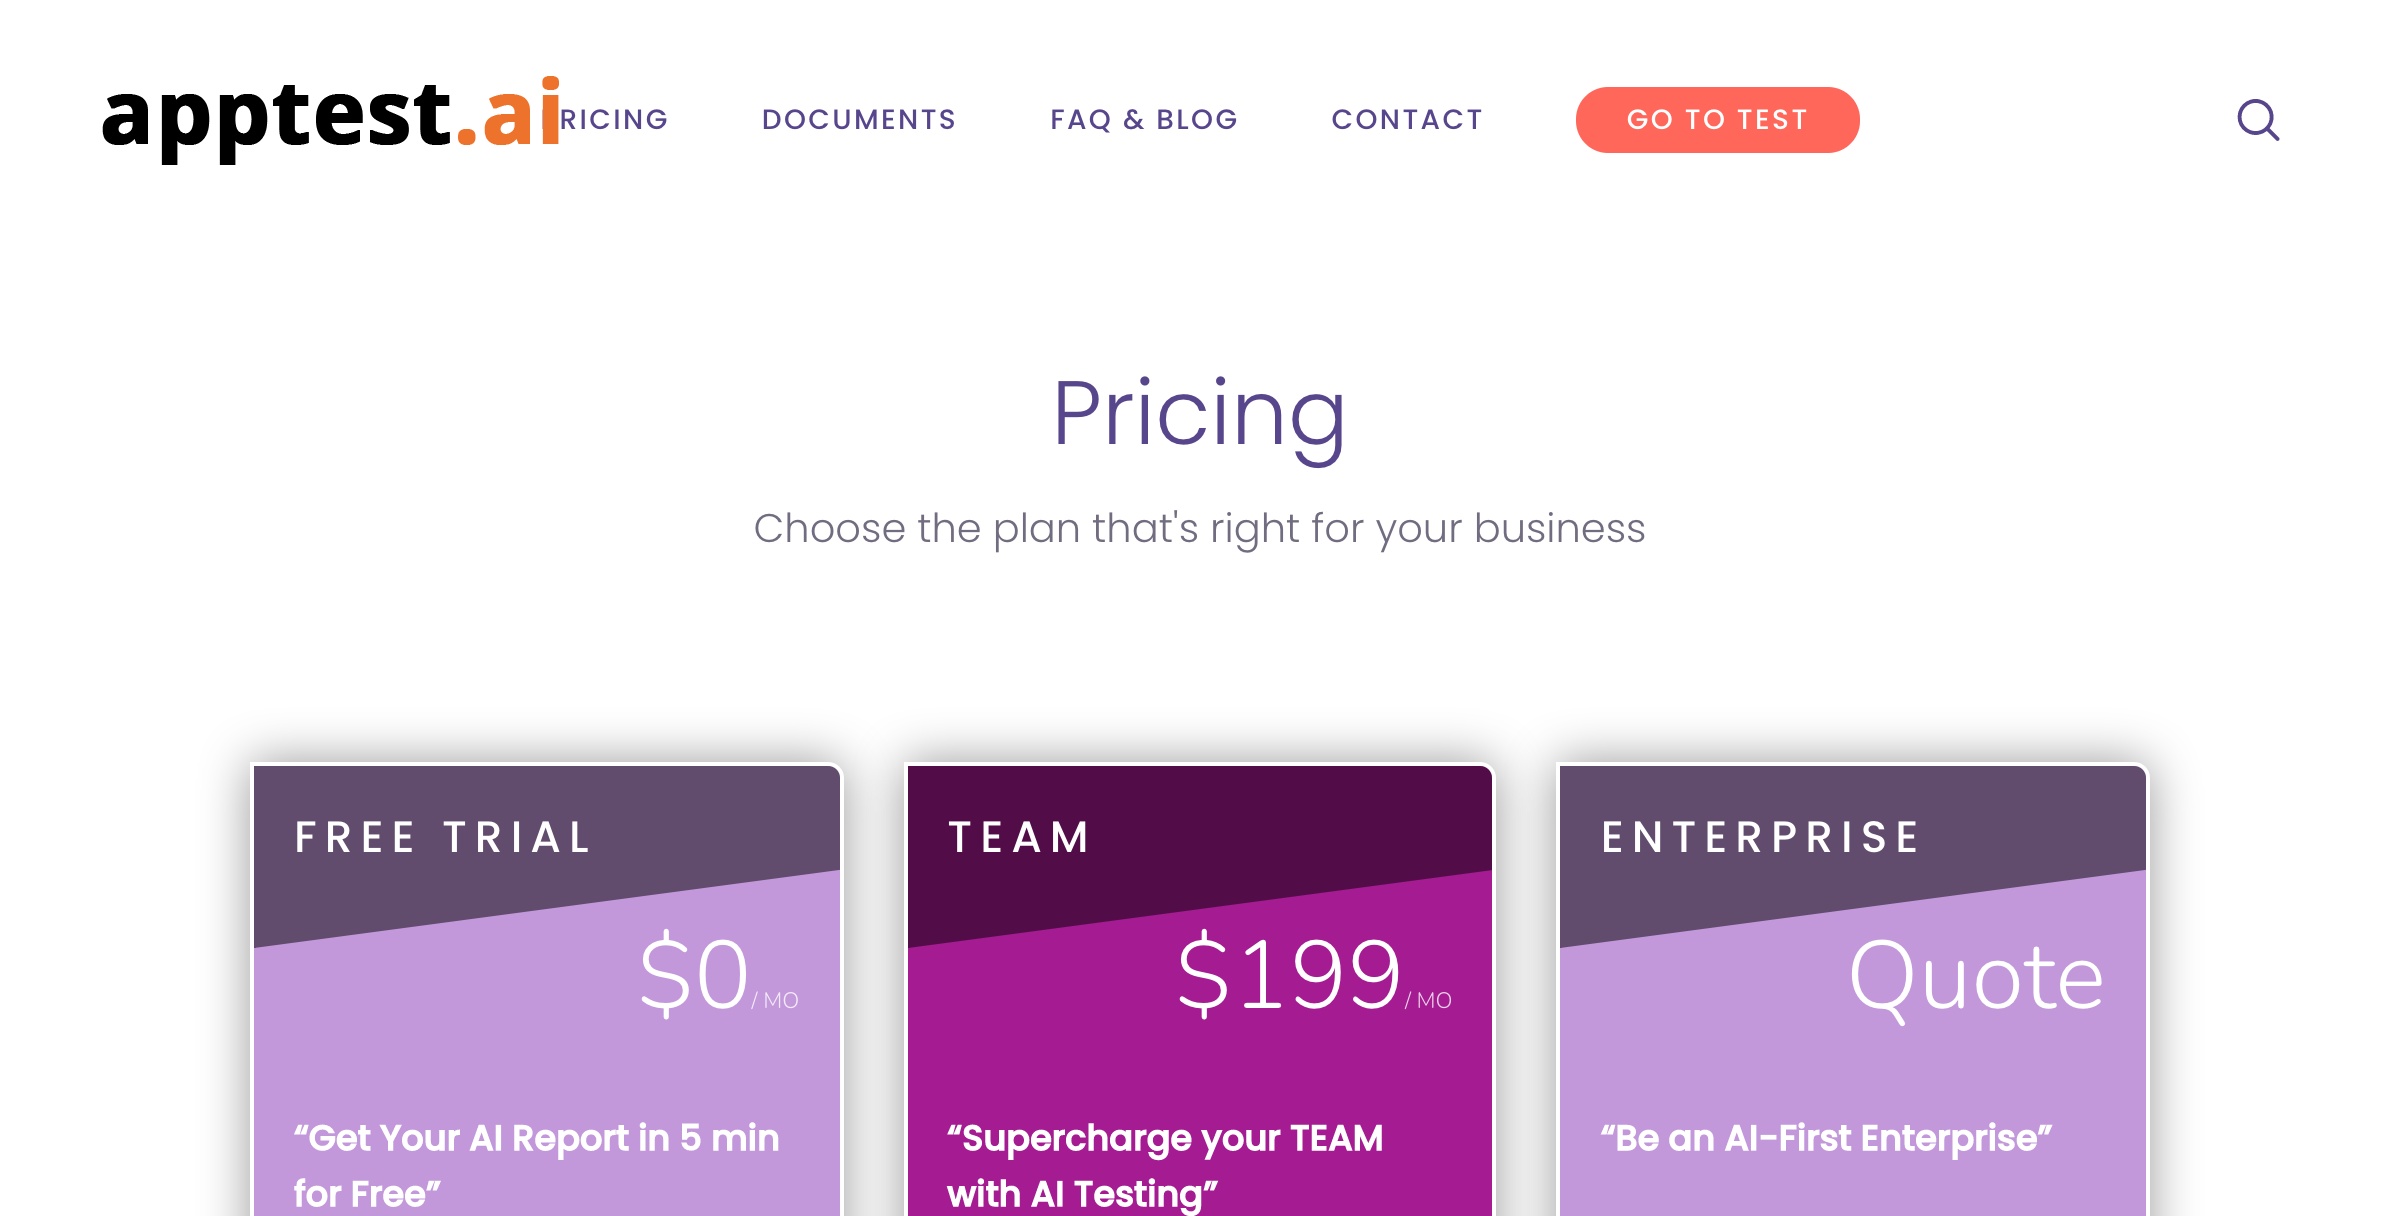 apptest.ai
PRICING
DOCUMENTS
FAQ & BLOG
CONTACT
GO TO TEST
Pricing
Choose the plan that's right for your business
FREE TRIAL
$0 / MO
“Get Your AI Report in 5 min
for Free”
TEAM
$199 / MO
“Supercharge your TEAM
with AI Testing”
ENTERPRISE
Quote
“Be an AI-First Enterprise”